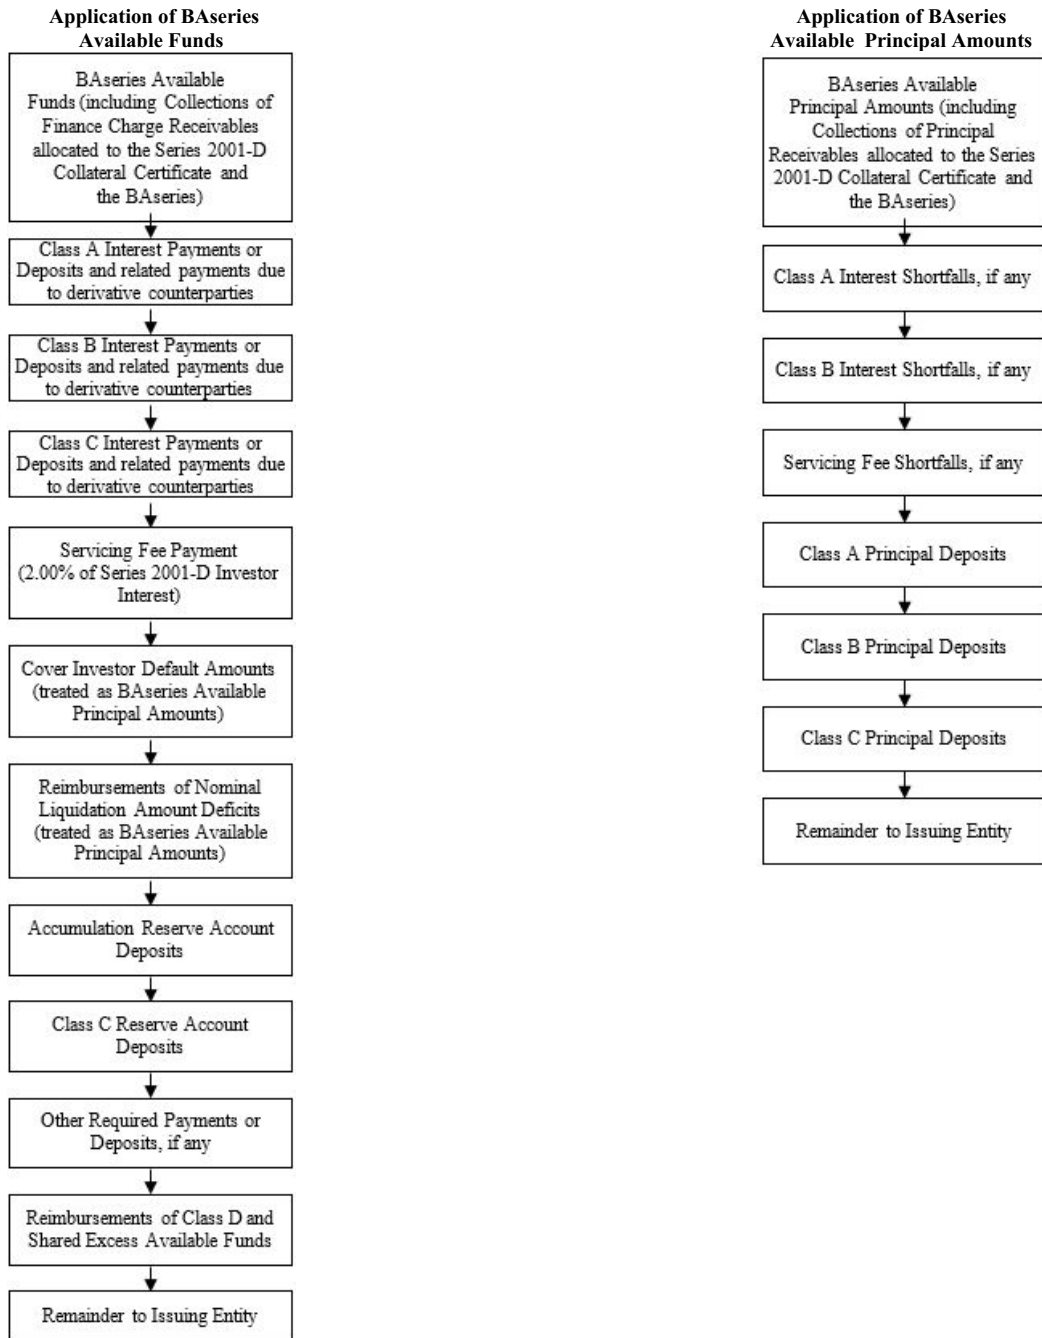 Application of BAseries
Available Funds
BAseries Available
Funds (including Collections of
Finance Charge Receivables
allocated to the Series 2001-D
Collateral Certificate and
the BAseries)
Class A Interest Payments or
Deposits and related payments due
to derivative counterparties
Class B Interest Payments or
Deposits and related payments due
to derivative counterparties
Class C Interest Payments or
Deposits and related payments due
to derivative counterparties
Servicing Fee Payment
(2.00% of Series 2001-D Investor
Interest)
Cover Investor Default Amounts
(treated as BAseries Available
Principal Amounts)
Reimbursements of Nominal
Liquidation Amount Deficits
(treated as BAseries Available
Principal Amounts)
Accumulation Reserve Account
Deposits
Class C Reserve Account
Deposits
Other Required Payments or
Deposits, if any
Reimbursements of Class D and
Shared Excess Available Funds
Remainder to Issuing Entity
Application of BAseries
Available Principal Amounts
BAseries Available
Principal Amounts (including
Collections of Principal
Receivables allocated to the Series
2001-D Collateral Certificate and
the BAseries)
Class A Interest Shortfalls, if any
Class B Interest Shortfalls, if any
Servicing Fee Shortfalls, if any
Class A Principal Deposits
Class B Principal Deposits
Class C Principal Deposits
Remainder to Issuing Entity